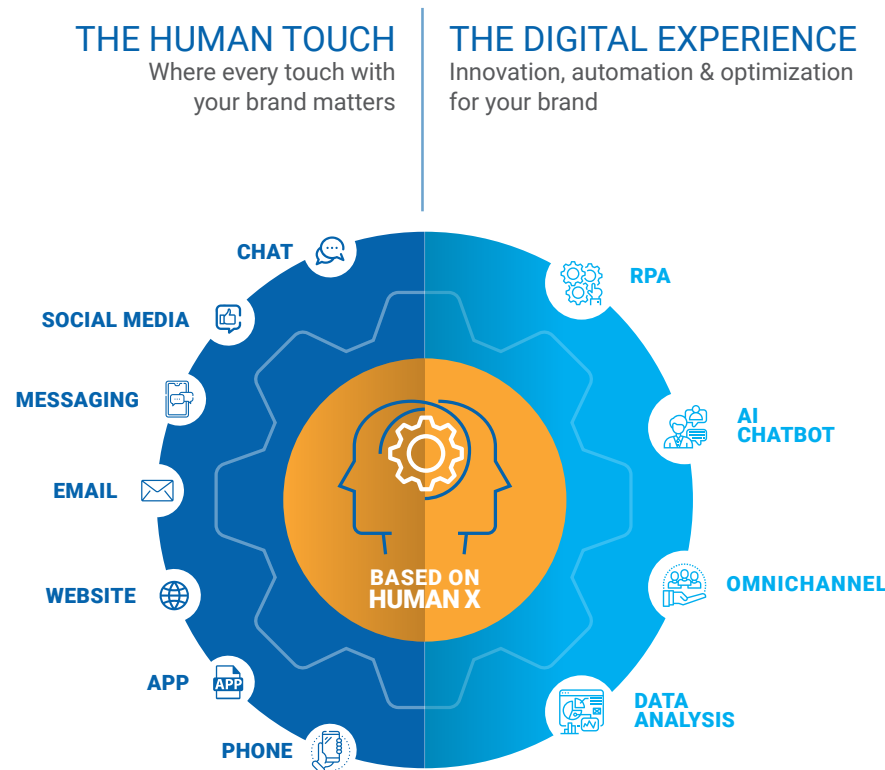 THE HUMAN TOUCH
Where every touch with
your brand matters
THE DIGITAL EXPERIENCE
Innovation, automation & optimization
for your brand
CHAT
SOCIAL MEDIA
MESSAGING
EMAIL
WEBSITE
APP
APP
PHONE
BASED ON
HUMAN X
RPA
AI
CHATBOT
OMNICHANNEL
DATA
ANALYSIS